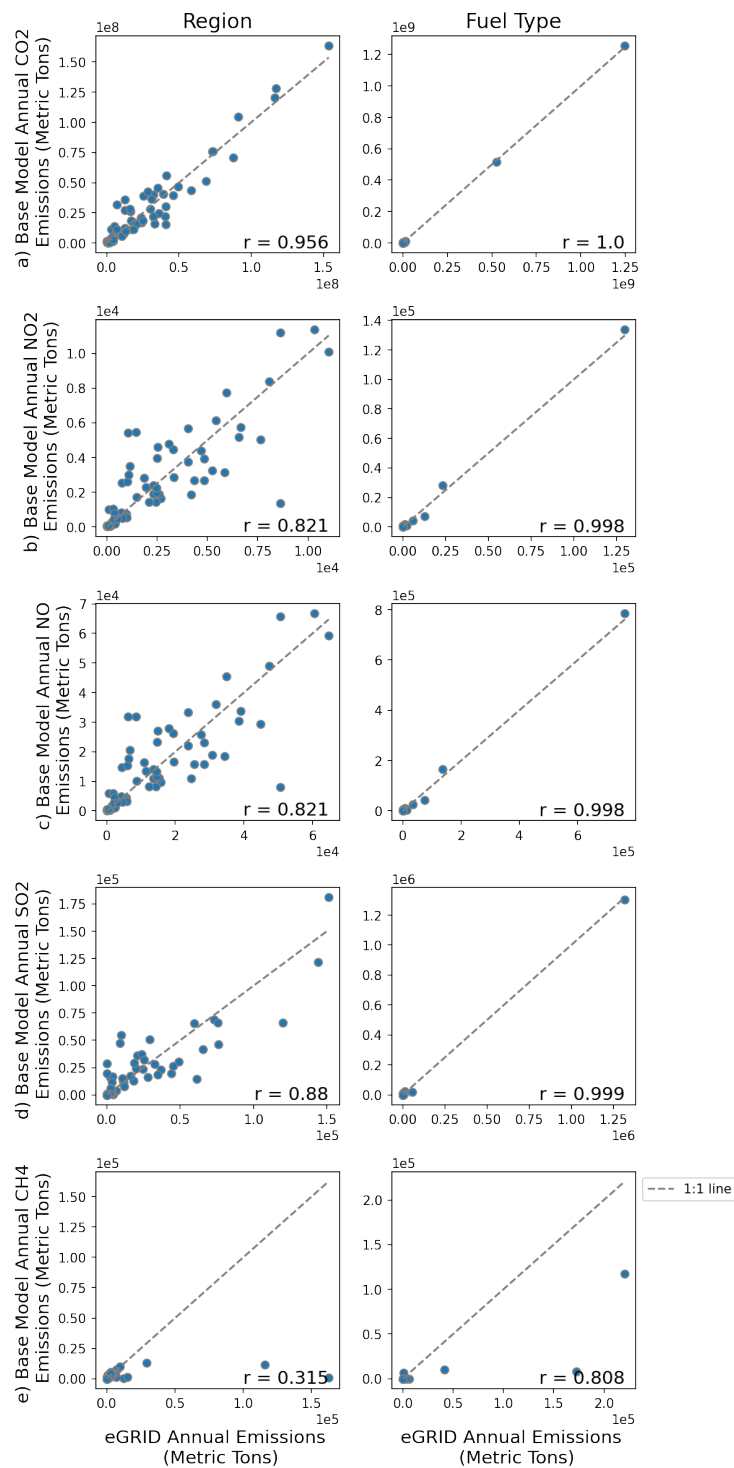 Region
Fuel Type
1e8
1e9
a) Base Model Annual CO2
Emissions (Metric Tons)
1.50
1.25
1.00
0.75
0.50
0.25
0.00
r = 0.956
0.0
0.5
1.0
1.5
1e8
1.2
1.0
0.8
0.6
0.4
0.2
0.0
r = 1.0
0.00
0.25
0.50
0.75
1.00
1.25
1e9
1e4
1e5
b) Base Model Annual NO2
Emissions (Metric Tons)
1.0
0.8
0.6
0.4
0.2
0.0
r = 0.821
0.00
0.25
0.50
0.75
1.00
1e4
1.4
1.2
1.0
0.8
0.6
0.4
0.2
0.0
r = 0.998
0.00
0.25
0.50
0.75
1.00
1.25
1e5
1e4
1e5
c) Base Model Annual NO
Emissions (Metric Tons)
7
6
5
4
3
2
1
0
r = 0.821
0
2
4
6
1e4
8
6
4
2
0
r = 0.998
0
2
4
6
1e5
1e5
1e6
d) Base Model Annual SO2
Emissions (Metric Tons)
1.75
1.50
1.25
1.00
0.75
0.50
0.25
0.00
r = 0.88
0.0
0.5
1.0
1.5
1e5
1.2
1.0
0.8
0.6
0.4
0.2
0.0
r = 0.999
0.00
0.25
0.50
0.75
1.00
1.25
1e6
1e5
1e5
e) Base Model Annual CH4
Emissions (Metric Tons)
1.50
1.25
1.00
0.75
0.50
0.25
0.00
r = 0.315
0.0
0.5
1.0
1.5
1e5
2.0
1.5
1.0
0.5
0.0
r = 0.808
0.0
0.5
1.0
1.5
2.0
1e5
1:1 line
eGRID Annual Emissions
(Metric Tons)
eGRID Annual Emissions
(Metric Tons)